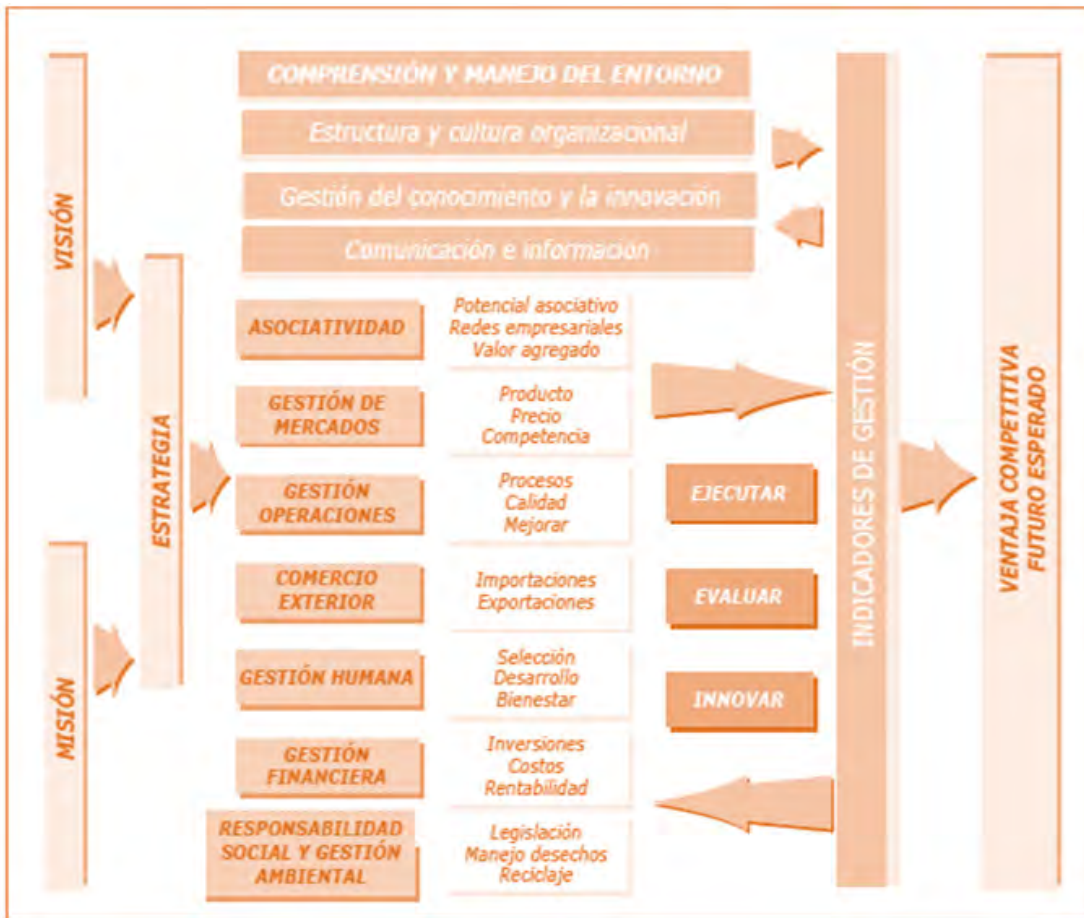 COMPRENSIÓN Y MANEJO DEL ENTORNO
Estructura y cultura organizacional
Gestión del conocimiento y la innovación
Comunicación e información
VISIÓN
MISIÓN
ESTRATEGIA
ASOCIATIVIDAD
Potencial asociativo
Redes empresariales
Valor agregado
GESTIÓN DE
MERCADOS
Producto
Precio
Competencia
GESTIÓN
OPERACIONES
Procesos
Calidad
Mejorar
COMERCIO
EXTERIOR
Importaciones
Exportaciones
GESTIÓN HUMANA
Selección
Desarrollo
Bienestar
GESTIÓN
FINANCIERA
Inversiones
Costos
Rentabilidad
RESPONSABILIDAD
SOCIAL Y GESTIÓN
AMBIENTAL
Legislación
Manejo desechos
Reciclaje
EJECUTAR
EVALUAR
INNOVAR
INDICADORES DE GESTIÓN
VENTAJA COMPETITIVA
FUTURO ESPERADO